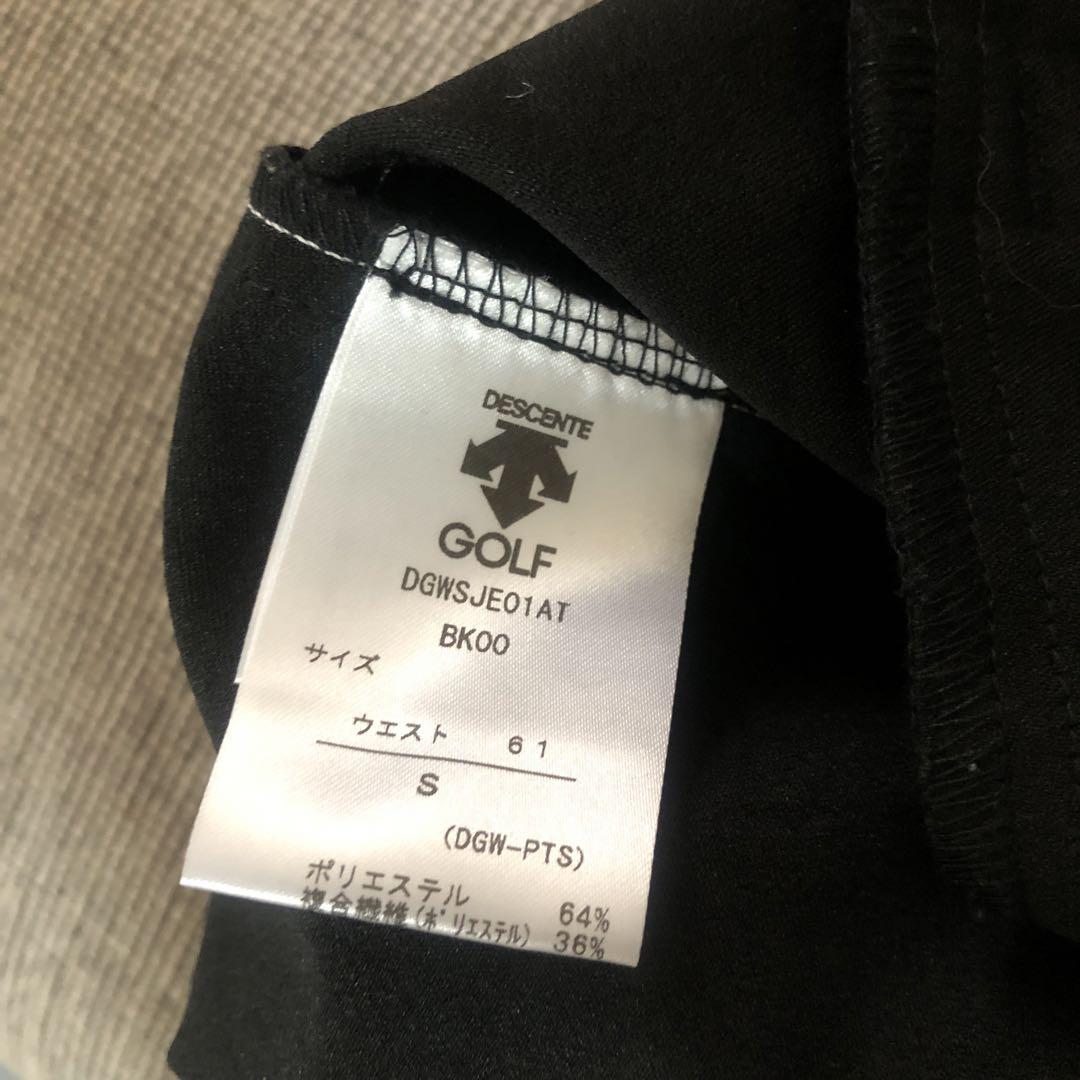 DESCENTE
GOLF
DGWSJE01AT
BK00
サイズ
ウエスト 61
S
(DGW-PTS)
ポリエステル 64%
複合繊維(ポリエステル) 36%